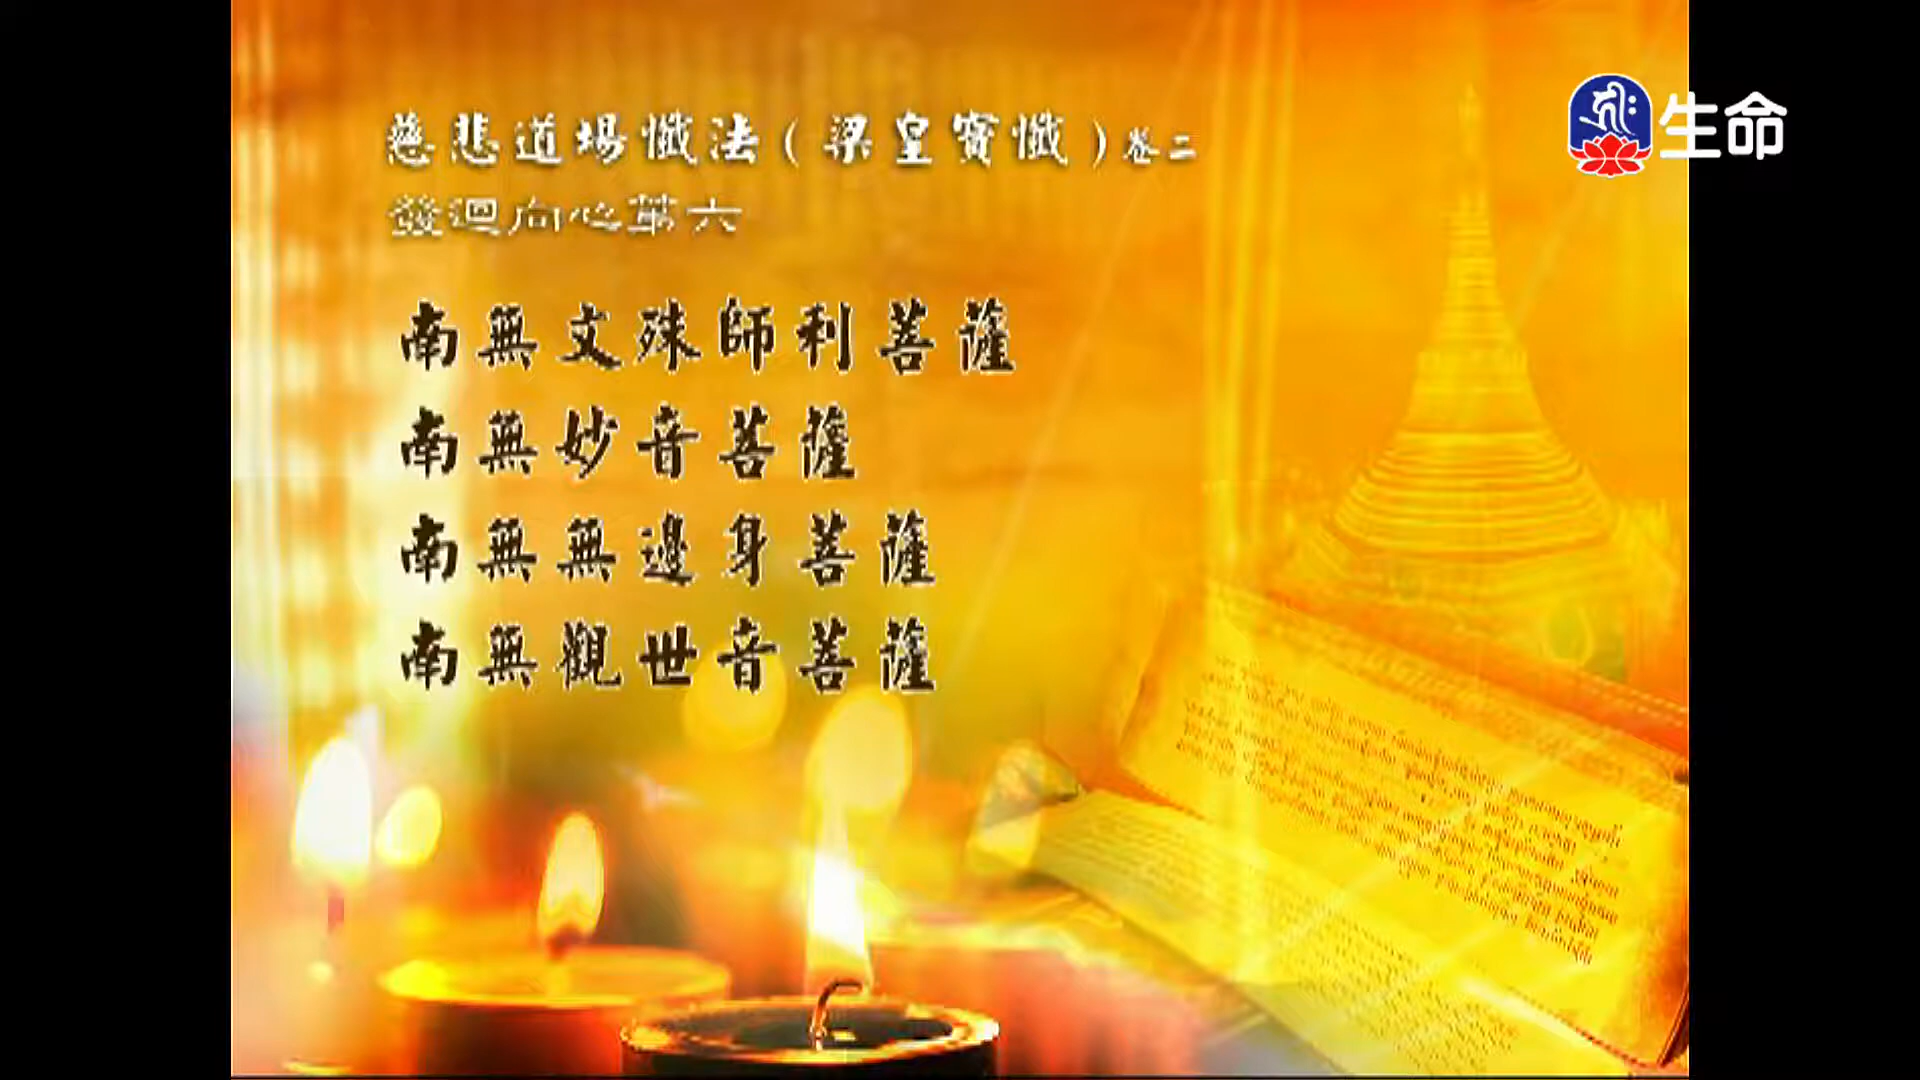 慈悲道場懺法(梁皇寶懺)卷二
發迴向心第六
南無文殊師利菩薩
南無妙音菩薩
南無無邊身菩薩
南無觀世音菩薩
生命